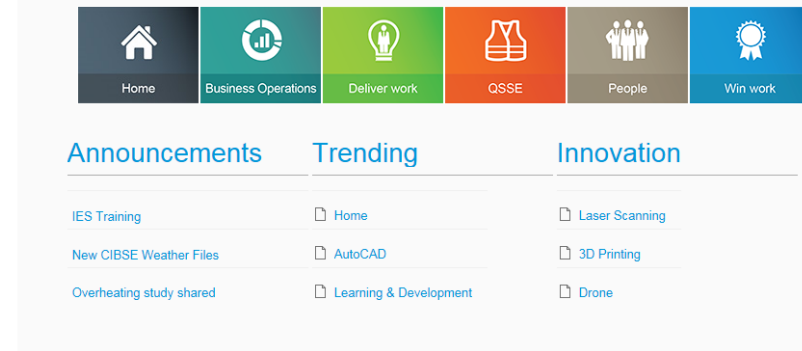 Home Business Operations Deliver work QSSE People Win work
Announcements Trending Innovation
IES Training Home Laser Scanning
New CIBSE Weather Files AutoCAD 3D Printing
Overheating study shared Learning & Development Drone